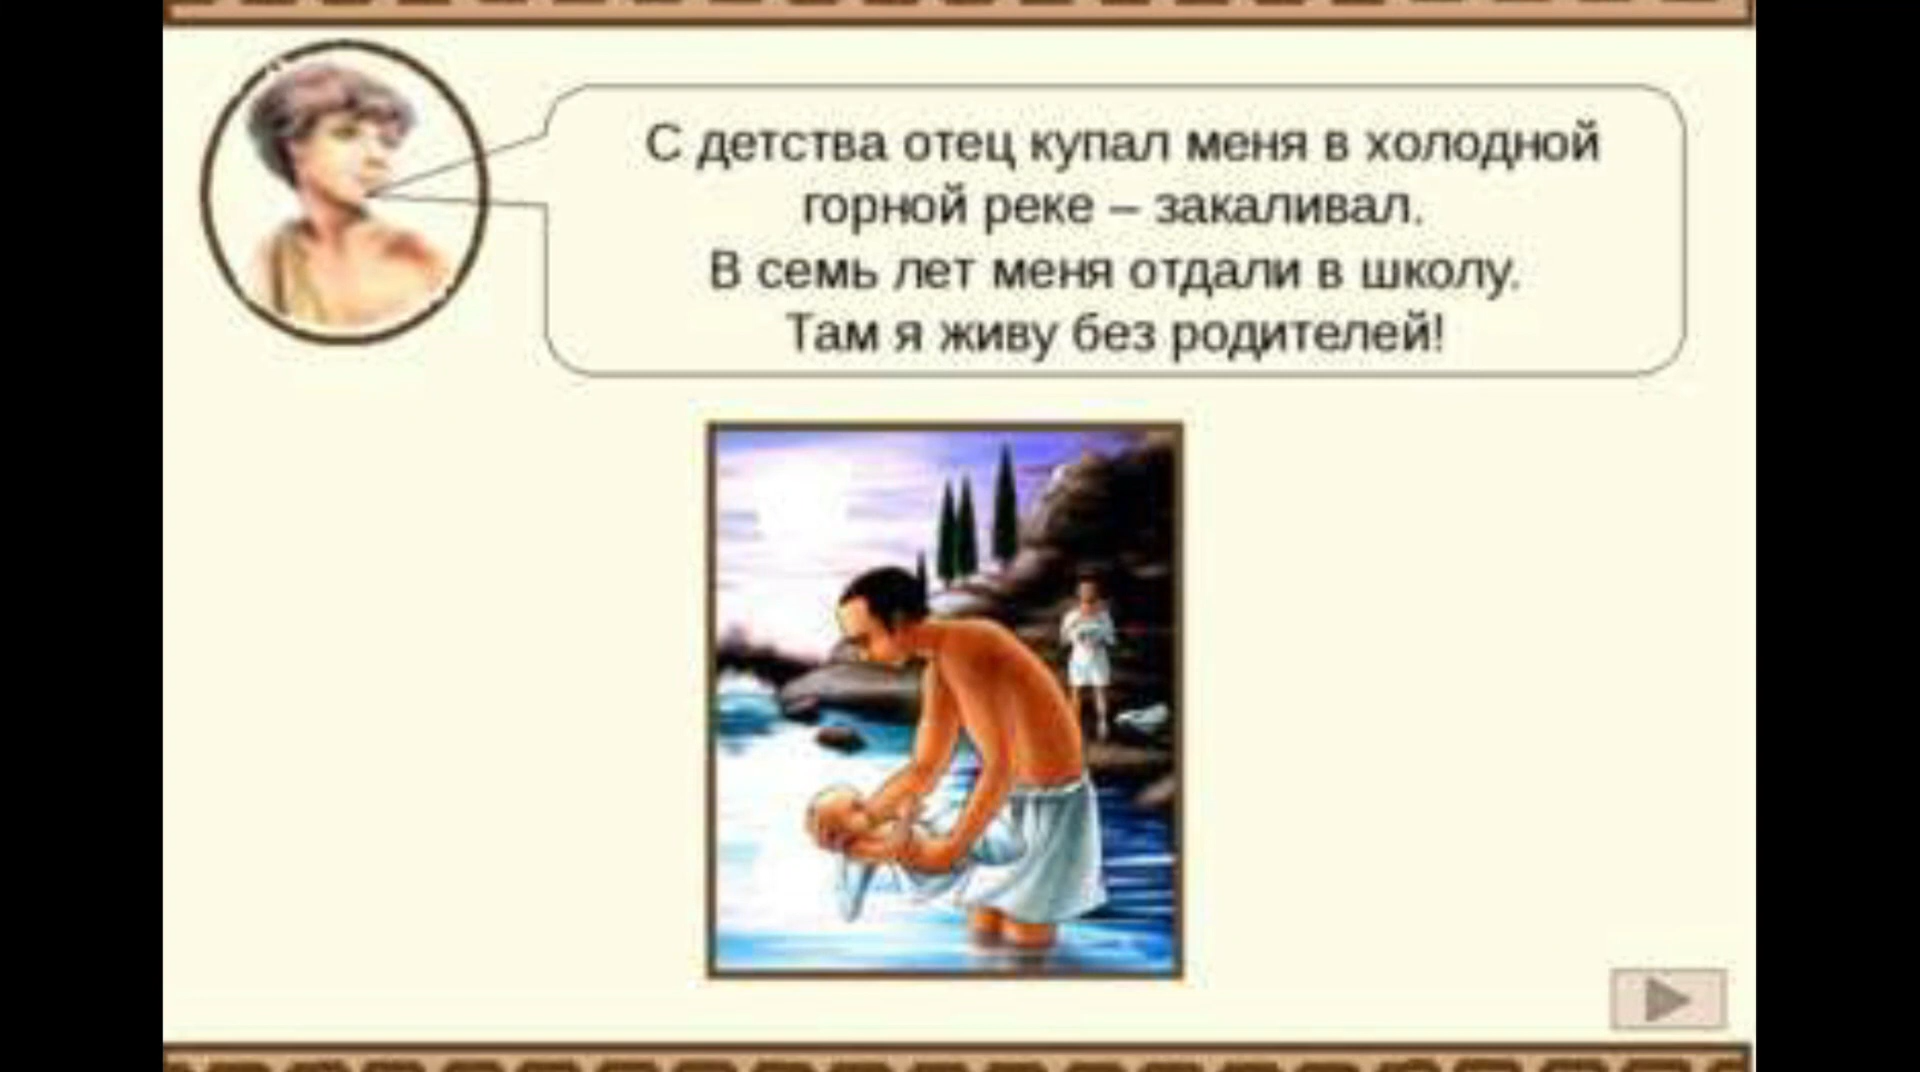 С детства отец купал меня в холодной
горной реке – закаливал.
В семь лет меня отдали в школу.
Там я живу без родителей!